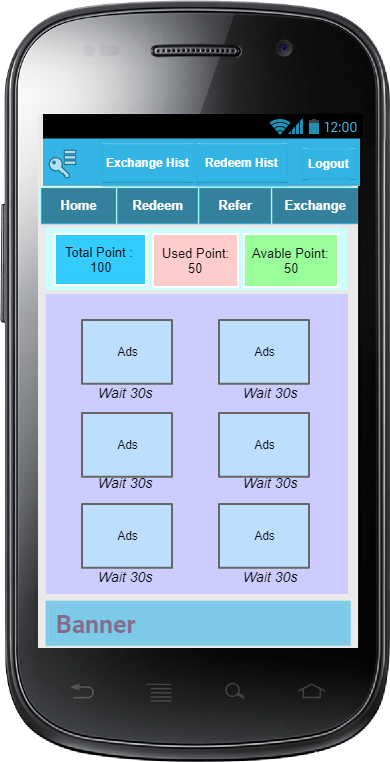 12:00
Exchange Hist Redeem Hist Logout
Home Redeem Refer Exchange
Total Point : Used Point: Avable Point:
100 50 50
Ads Ads
Wait 30s Wait 30s
Ads Ads
Wait 30s Wait 30s
Ads Ads
Wait 30s Wait 30s
Banner